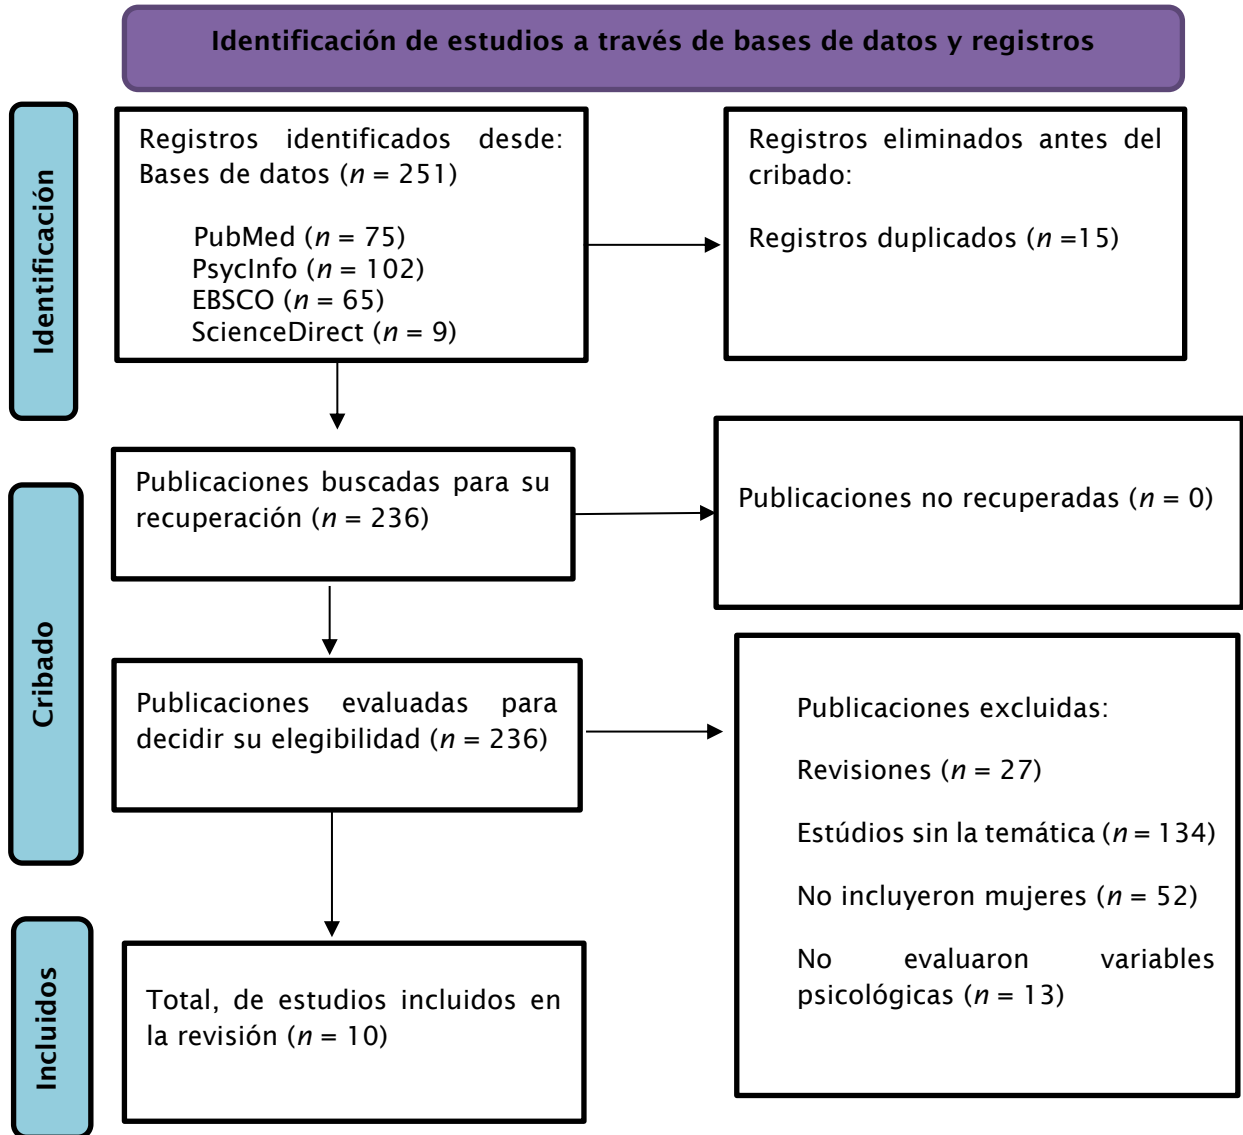 Identificación de estudios a través de bases de datos y registros
Identificación
Registros identificados desde:
Bases de datos (n = 251)
PubMed (n = 75)
PsycInfo (n = 102)
EBSCO (n = 65)
ScienceDirect (n = 9)
Registros eliminados antes del
cribado:
Registros duplicados (n =15)
Cribado
Publicaciones buscadas para su
recuperación (n = 236)
Publicaciones no recuperadas (n = 0)
Publicaciones evaluadas para
decidir su elegibilidad (n = 236)
Publicaciones excluidas:
Revisiones (n = 27)
Estúdios sin la temática (n = 134)
No incluyeron mujeres (n = 52)
No evaluaron variables
psicológicas (n = 13)
Incluidos
Total, de estudios incluidos en
la revisión (n = 10)